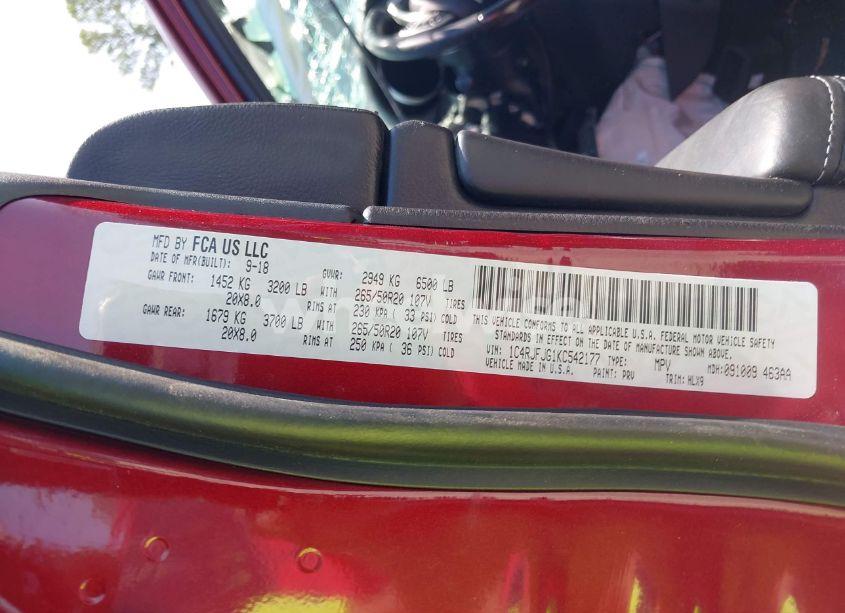 MFD BY FCA US LLC
DATE OF MFR(BUILT): 9-18 GVWR: 2949 KG 6500 LB
GAWR FRONT: 1452 KG 3200 LB WITH 265/50R20 107V TIRES
20X8.0 RIMS AT 230 KPA ( 33 PSI) COLD
GAWR REAR: 1679 KG 3700 LB WITH 265/50R20 107V TIRES
20X8.0 RIMS AT 250 KPA ( 36 PSI) COLD
THIS VEHICLE CONFORMS TO ALL APPLICABLE U.S.A. FEDERAL MOTOR VEHICLE SAFETY
STANDARDS IN EFFECT ON THE DATE OF MANUFACTURE SHOWN ABOVE.
VIN: 1C4RJFJG1KC542177 TYPE: MPV MDH:091009 463AA
VEHICLE MADE IN U.S.A. PAINT: PRV TRIM: HLX9